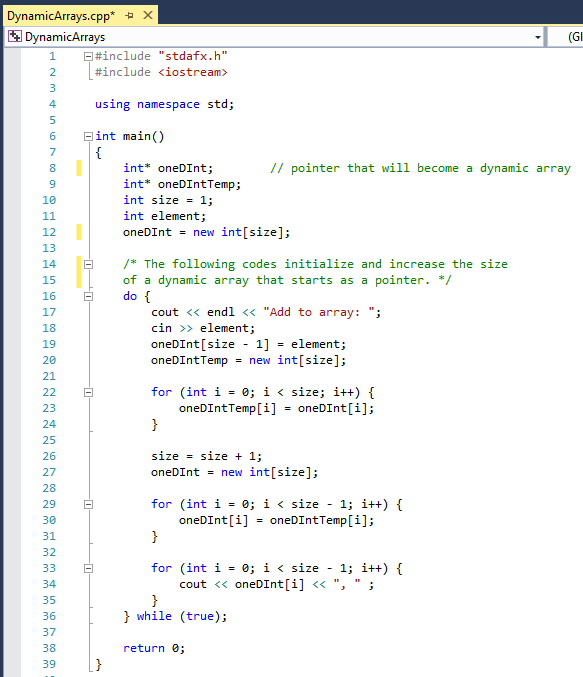 DynamicArrays.cpp*
DynamicArrays (Gl
1 #include "stdafx.h"
2 #include <iostream>
3
4 using namespace std;
5
6 int main()
7 {
8     int* oneDInt;        // pointer that will become a dynamic array
9     int* oneDIntTemp;
10     int size = 1;
11     int element;
12     oneDInt = new int[size];
13
14     /* The following codes initialize and increase the size
15     of a dynamic array that starts as a pointer. */
16     do {
17         cout << endl << "Add to array: ";
18         cin >> element;
19         oneDInt[size - 1] = element;
20         oneDIntTemp = new int[size];
21
22         for (int i = 0; i < size; i++) {
23             oneDIntTemp[i] = oneDInt[i];
24         }
25
26         size = size + 1;
27         oneDInt = new int[size];
28
29         for (int i = 0; i < size - 1; i++) {
30             oneDInt[i] = oneDIntTemp[i];
31         }
32
33         for (int i = 0; i < size - 1; i++) {
34             cout << oneDInt[i] << ", " ;
35         }
36     } while (true);
37
38     return 0;
39 }